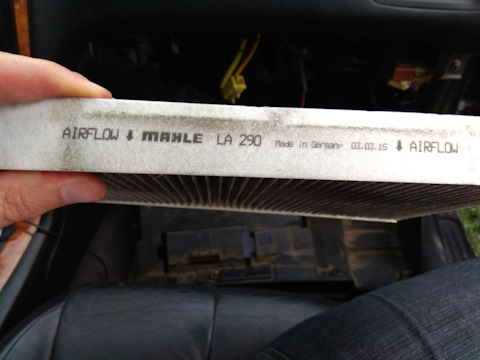 AIRFLOW ⬇ MAHLE LA 290 Made in Germany 03.03.15 ⬇ AIRFLOW